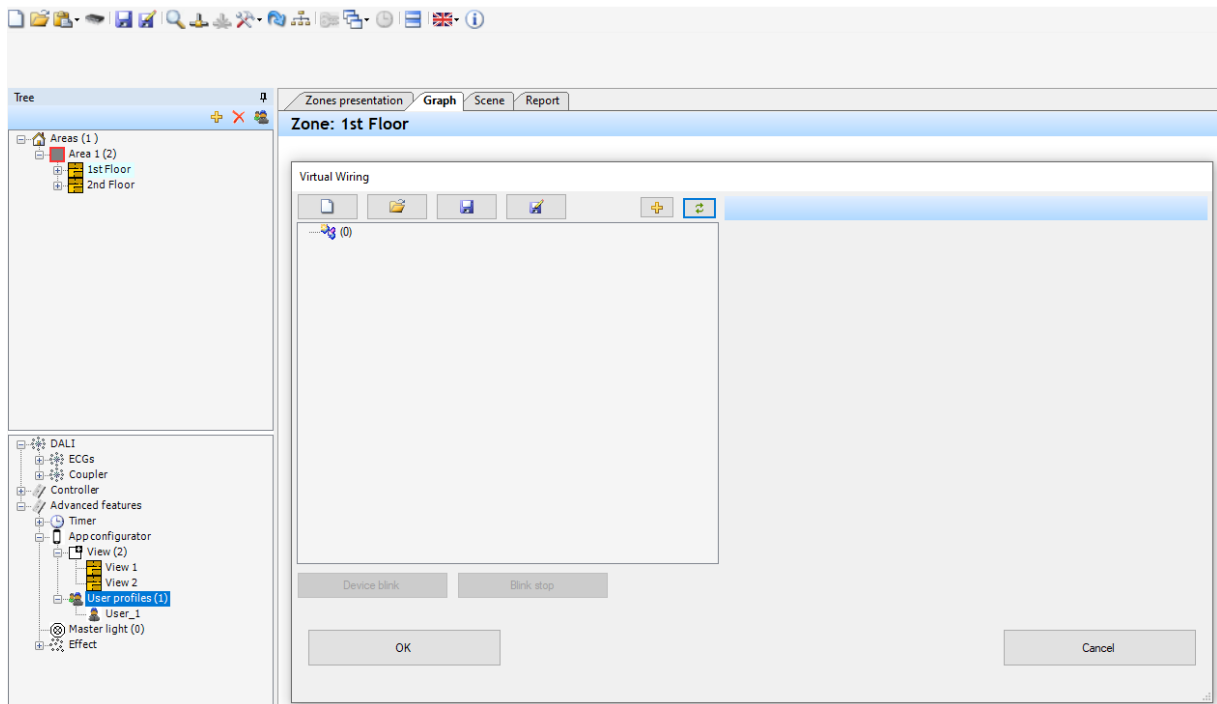 Tree
Areas (1)
Area 1 (2)
1st Floor
2nd Floor
DALI
ECGs
Coupler
Controller
Advanced features
Timer
App configurator
View (2)
View 1
View 2
User profiles (1)
User_1
Master light (0)
Effect
Zones presentation Graph Scene Report
Zone: 1st Floor
Virtual Wiring
(0)
Device blink Blink stop
OK Cancel